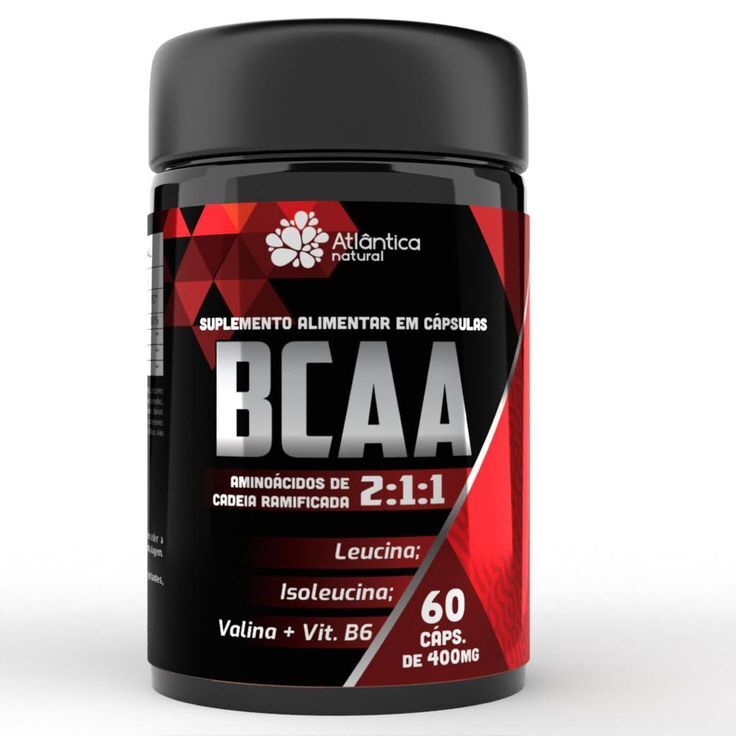 Atlântica
natural
SUPLEMENTO ALIMENTAR EM CÁPSULAS
BCAA
AMINOÁCIDOS DE
CADEIA RAMIFICADA 2:1:1
Leucina;
Isoleucina;
Valina + Vit. B6
60
CÁPS.
DE 400MG